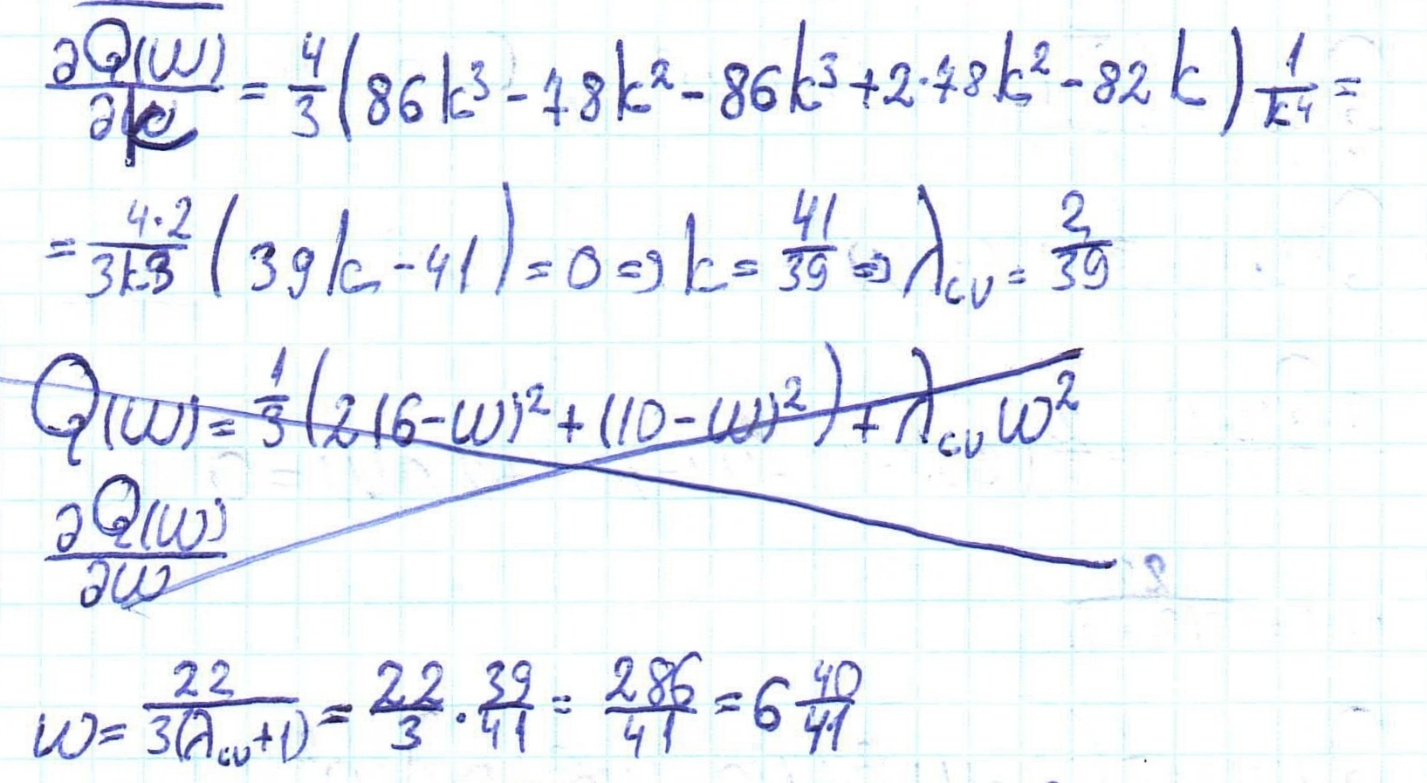 ∂Q(w)/∂k = 4/3 (86k³ - 78k² - 86k³ + 2·78k² - 82k) 1/k⁴ =
= 4·2/3k³ (39k - 41) = 0 => k = 41/39 => λcv = 2/39
Q(w) = 1/3 (2(6-w)² + (10-w)²) + λcv w²
∂Q(w)/∂w
w = 22/3(λcv+1) = 22/3 · 39/41 = 286/41 = 6 40/41